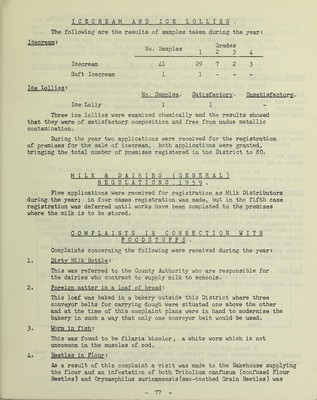 ICECREAM AND ICE LOLLIES.
The following are the results of samples taken during the year:
Icecream:
No. Samples Grades
1 2 3 4
Icecream 41 29 7 2 3
Soft Icecream 1 1 - - -
Ice Lollies:
No. Samples. Satisfactory. Unsatisfactory.
Ice Lolly 1 1 -
Three ice lollies were examined chemically and the results showed
that they were of satisfactory composition and free from undue metallic
contamination.
During the year two applications were received for the registration
of premises for the sale of icecream, both applications were granted,
bringing the total number of premises registered in the District to 60.
MILK & DAIRIES (GENERAL)
REGULATIONS 1959.
Five applications were received for registration as Milk Distributors
during the year; in four cases registration was made, but in the fifth case
registration was deferred until works have been completed to the premises
where the milk is to be stored.
COMPLAINTS IN CONNECTION WITH
FOODSTUFFS.
Complaints concerning the following were received during the year:
1. Dirty Milk Bottle:
This was referred to the County Authority who are responsible for
the dairies which contract to supply milk to schools.
2. Foreign matter in a loaf of bread:
This loaf was baked in a bakery outside this District where three
conveyor belts for carrying dough were situated one above the other
and at the time of this complaint plans were in hand to modernise the
bakery in such a way that only one conveyor belt would be used.
3. Worm in fish:
This was found to be filaria bicolor, a white worm which is not
uncommon in the muscles of cod.
4. Beetles in Flour:
As a result of this complaint a visit was made to the Bakehouse supplying
the flour and an infestation of both Tribolium confusum (confused Flour
Beetles) and Oryzaephilus surinamensis (saw-toothed Grain Beetles) was
- 77 -